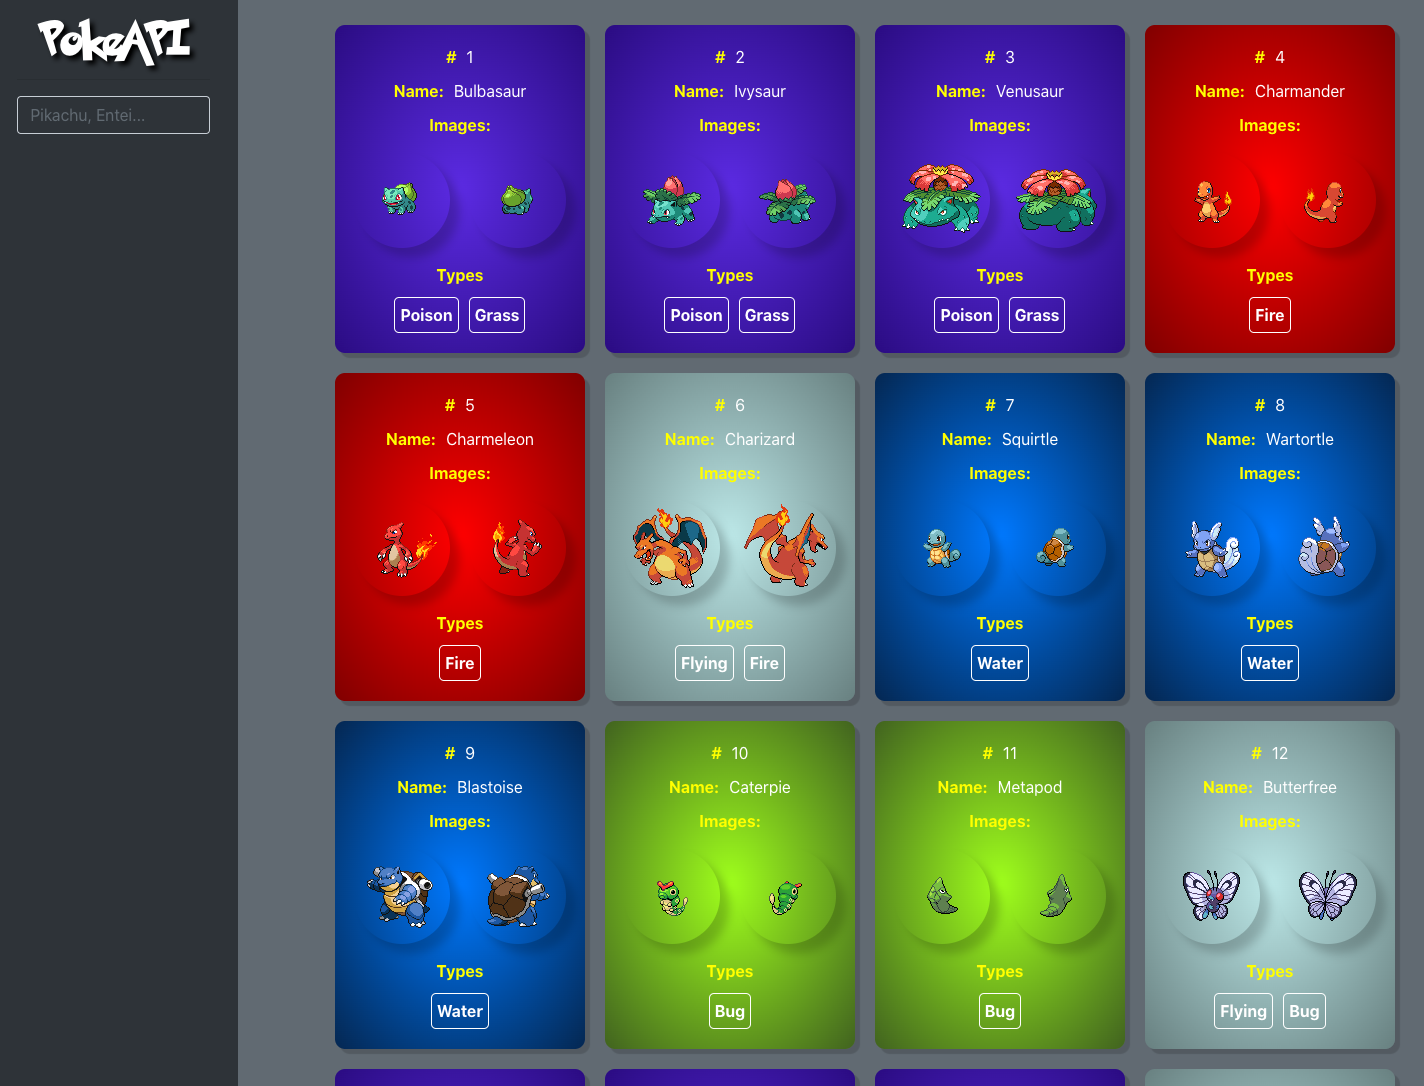 PokeAPI
Pikachu, Entei...
# 1
Name: Bulbasaur
Images:
Types
Poison Grass
# 2
Name: Ivysaur
Images:
Types
Poison Grass
# 3
Name: Venusaur
Images:
Types
Poison Grass
# 4
Name: Charmander
Images:
Types
Fire
# 5
Name: Charmeleon
Images:
Types
Fire
# 6
Name: Charizard
Images:
Types
Flying Fire
# 7
Name: Squirtle
Images:
Types
Water
# 8
Name: Wartortle
Images:
Types
Water
# 9
Name: Blastoise
Images:
Types
Water
# 10
Name: Caterpie
Images:
Types
Bug
# 11
Name: Metapod
Images:
Types
Bug
# 12
Name: Butterfree
Images:
Types
Flying Bug